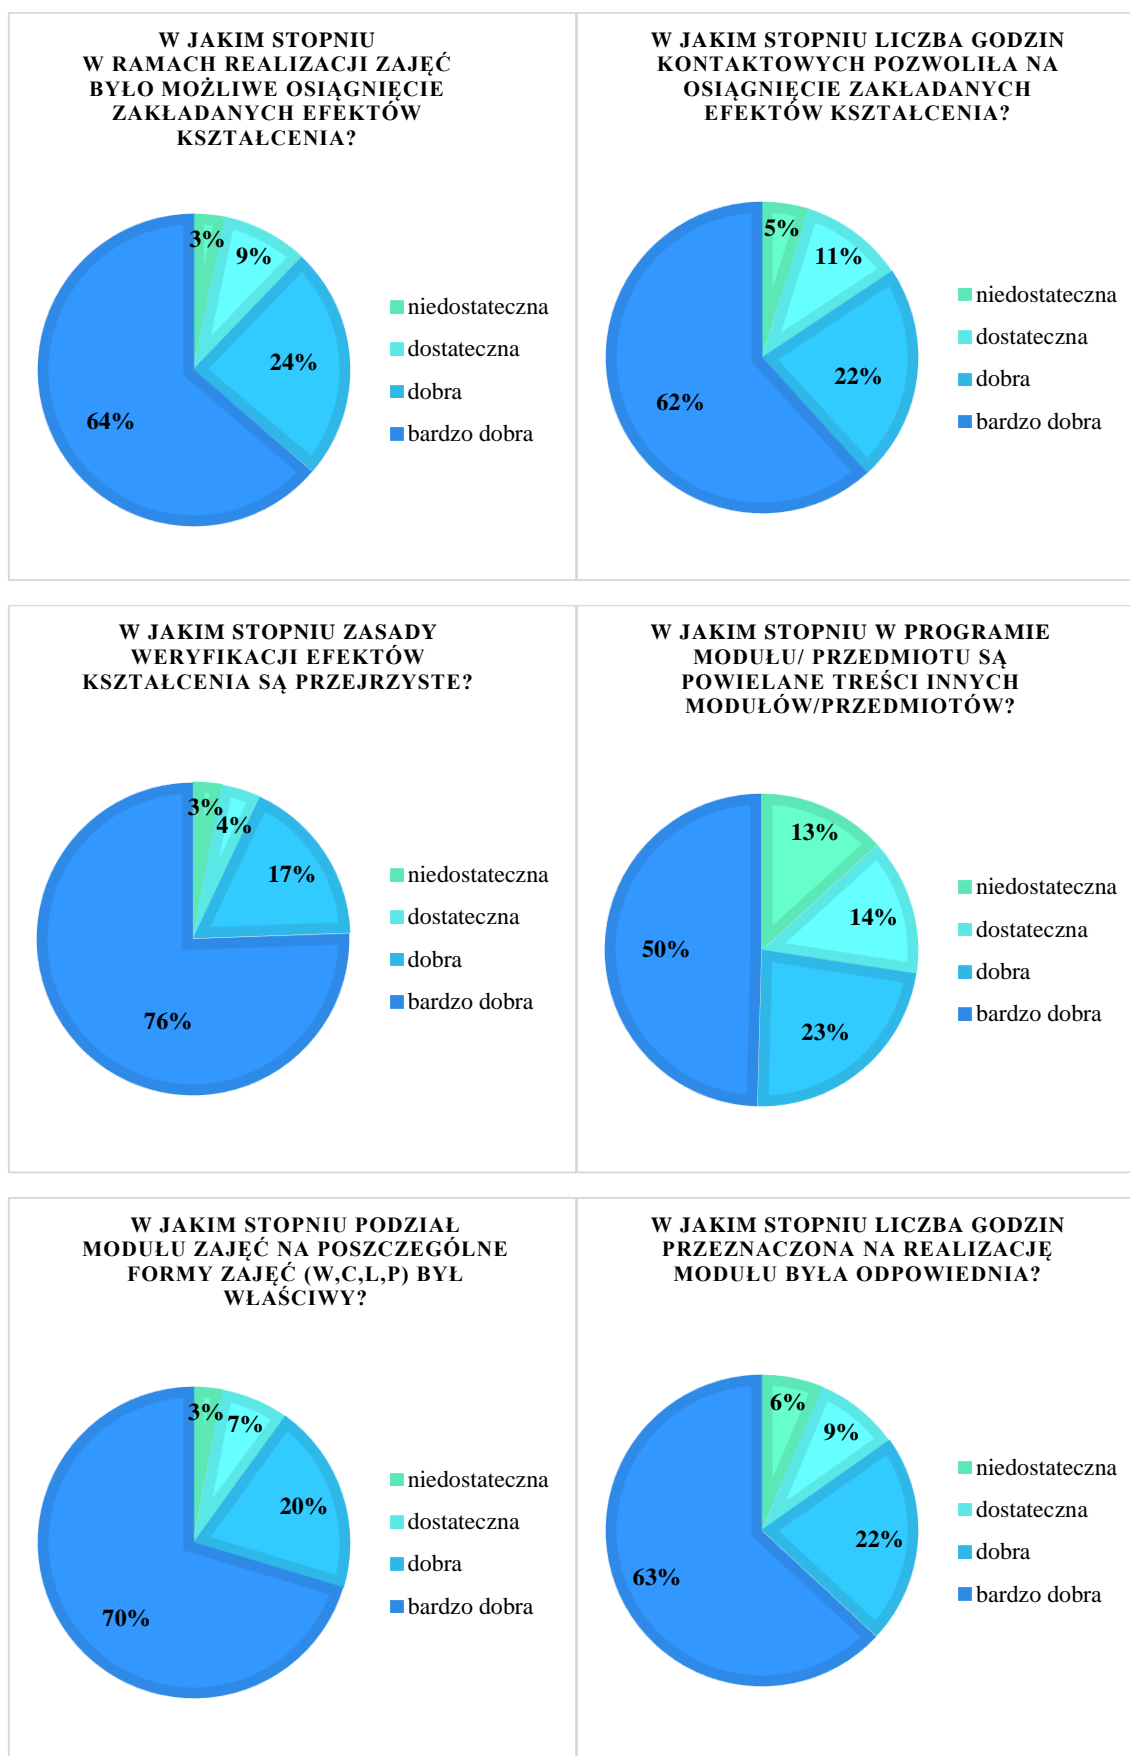 W JAKIM STOPNIU
W RAMACH REALIZACJI ZAJĘĆ
BYŁO MOŻLIWE OSIĄGNIĘCIE
ZAKŁADANYCH EFEKTÓW
KSZTAŁCENIA?
3%
9%
24%
64%
niedostateczna
dostateczna
dobra
bardzo dobra
W JAKIM STOPNIU LICZBA GODZIN
KONTAKTOWYCH POZWOLIŁA NA
OSIĄGNIĘCIE ZAKŁADANYCH
EFEKTÓW KSZTAŁCENIA?
5%
11%
22%
62%
niedostateczna
dostateczna
dobra
bardzo dobra
W JAKIM STOPNIU ZASADY
WERYFIKACJI EFEKTÓW
KSZTAŁCENIA SĄ PRZEJRZYSTE?
3%
4%
17%
76%
niedostateczna
dostateczna
dobra
bardzo dobra
W JAKIM STOPNIU W PROGRAMIE
MODUŁU/ PRZEDMIOTU SĄ
POWIELANE TREŚCI INNYCH
MODUŁÓW/PRZEDMIOTÓW?
13%
14%
23%
50%
niedostateczna
dostateczna
dobra
bardzo dobra
W JAKIM STOPNIU PODZIAŁ
MODUŁU ZAJĘĆ NA POSZCZEGÓLNE
FORMY ZAJĘĆ (W,C,L,P) BYŁ
WŁAŚCIWY?
3%
7%
20%
70%
niedostateczna
dostateczna
dobra
bardzo dobra
W JAKIM STOPNIU LICZBA GODZIN
PRZEZNACZONA NA REALIZACJĘ
MODUŁU BYŁA ODPOWIEDNIA?
6%
9%
22%
63%
niedostateczna
dostateczna
dobra
bardzo dobra